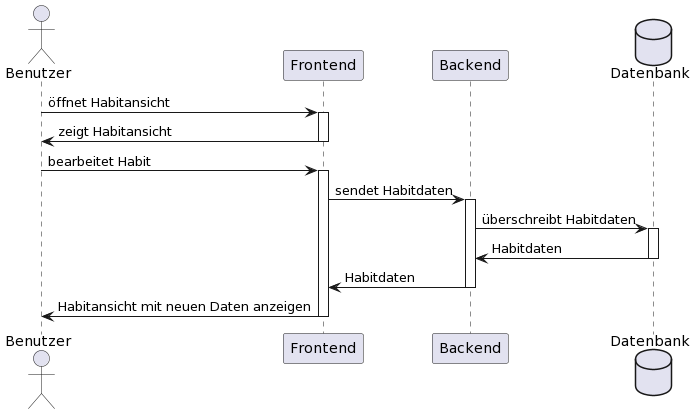 Benutzer
Frontend
Backend
Datenbank
öffnet Habitansicht
zeigt Habitansicht
bearbeitet Habit
sendet Habitdaten
überschreibt Habitdaten
Habitdaten
Habitdaten
Habitansicht mit neuen Daten anzeigen
Benutzer
Frontend
Backend
Datenbank